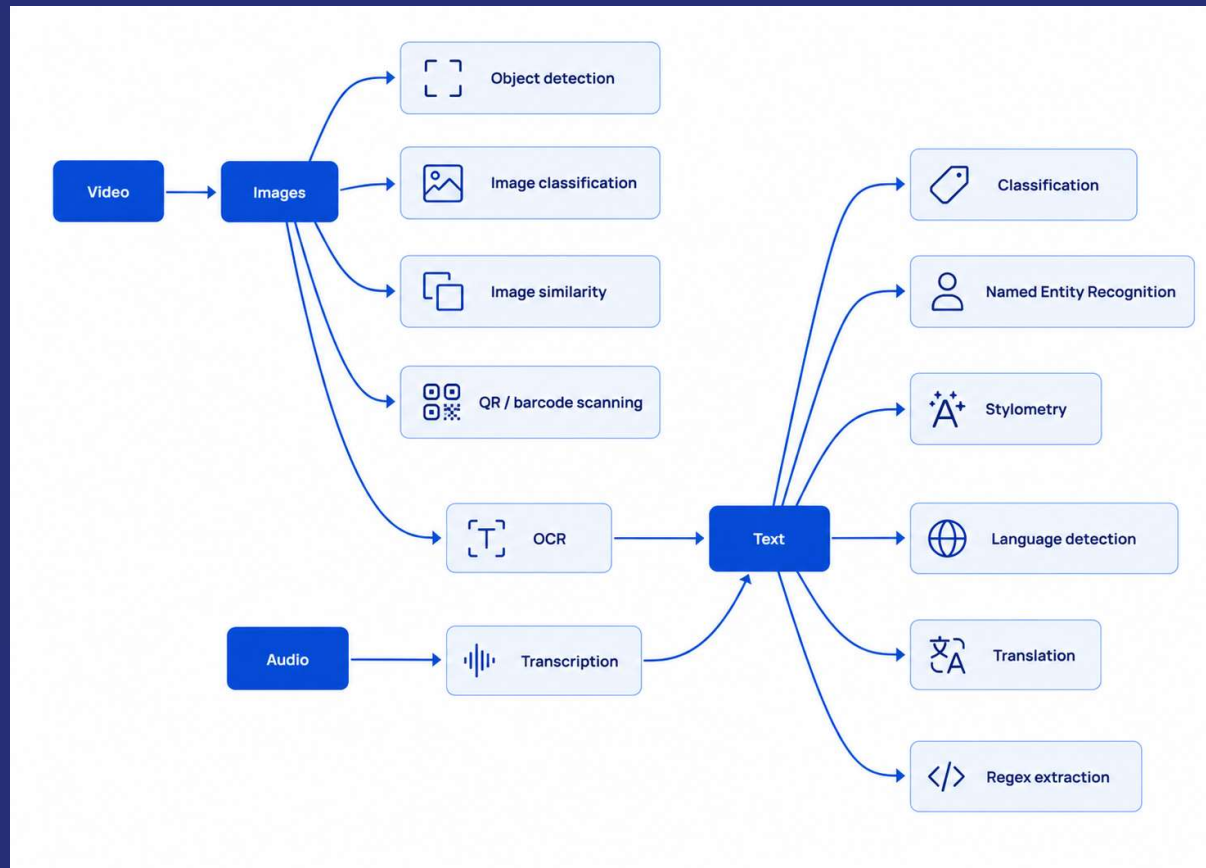 Object detection
Video
Images
Image classification
Image similarity
QR / barcode scanning
OCR
Audio
Transcription
Text
Classification
Named Entity Recognition
Stylometry
Language detection
Translation
Regex extraction